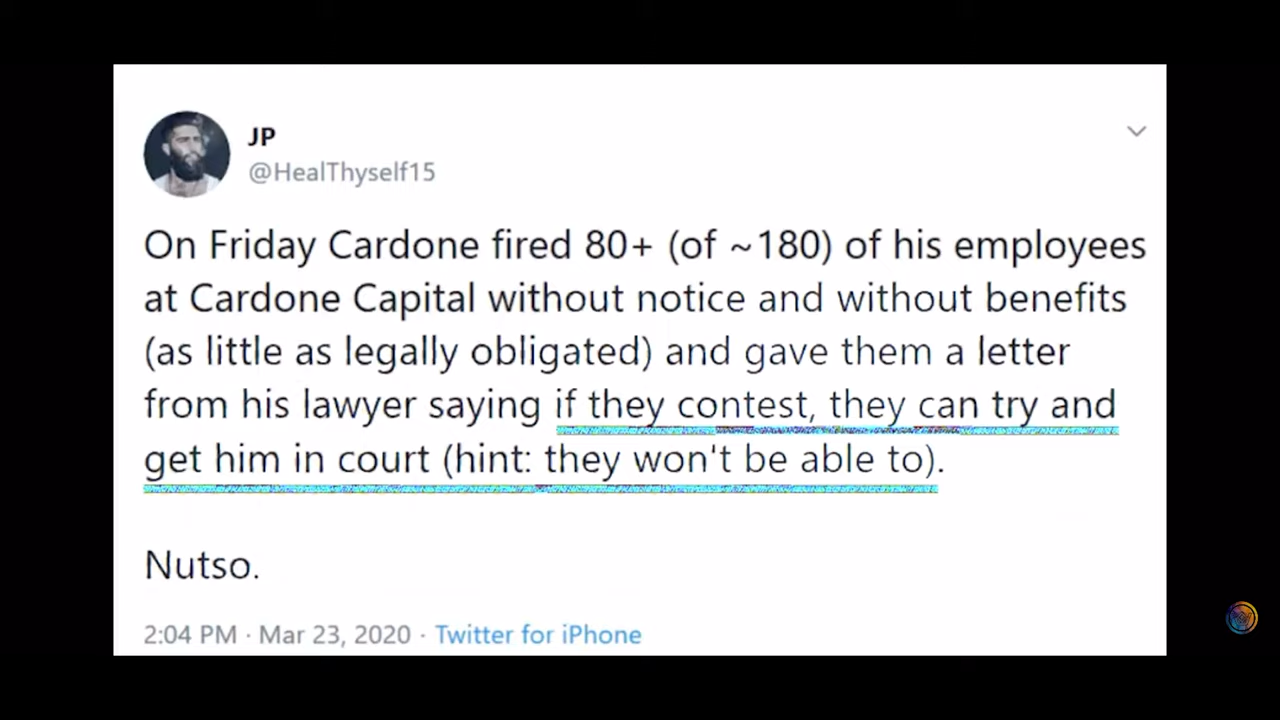 JP
@HealThyself15
On Friday Cardone fired 80+ (of ~180) of his employees
at Cardone Capital without notice and without benefits
(as little as legally obligated) and gave them a letter
from his lawyer saying if they contest, they can try and
get him in court (hint: they won't be able to).
Nutso.
2:04 PM · Mar 23, 2020 · Twitter for iPhone